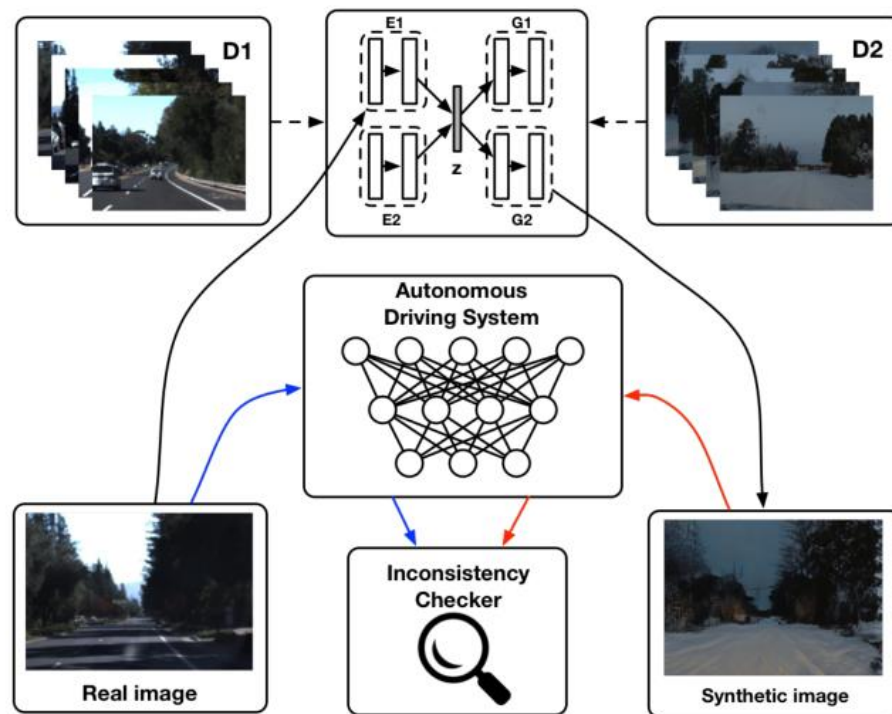 D1
E1
G1
D2
z
E2
G2
Autonomous
Driving System
Inconsistency
Checker
Real image
Synthetic image